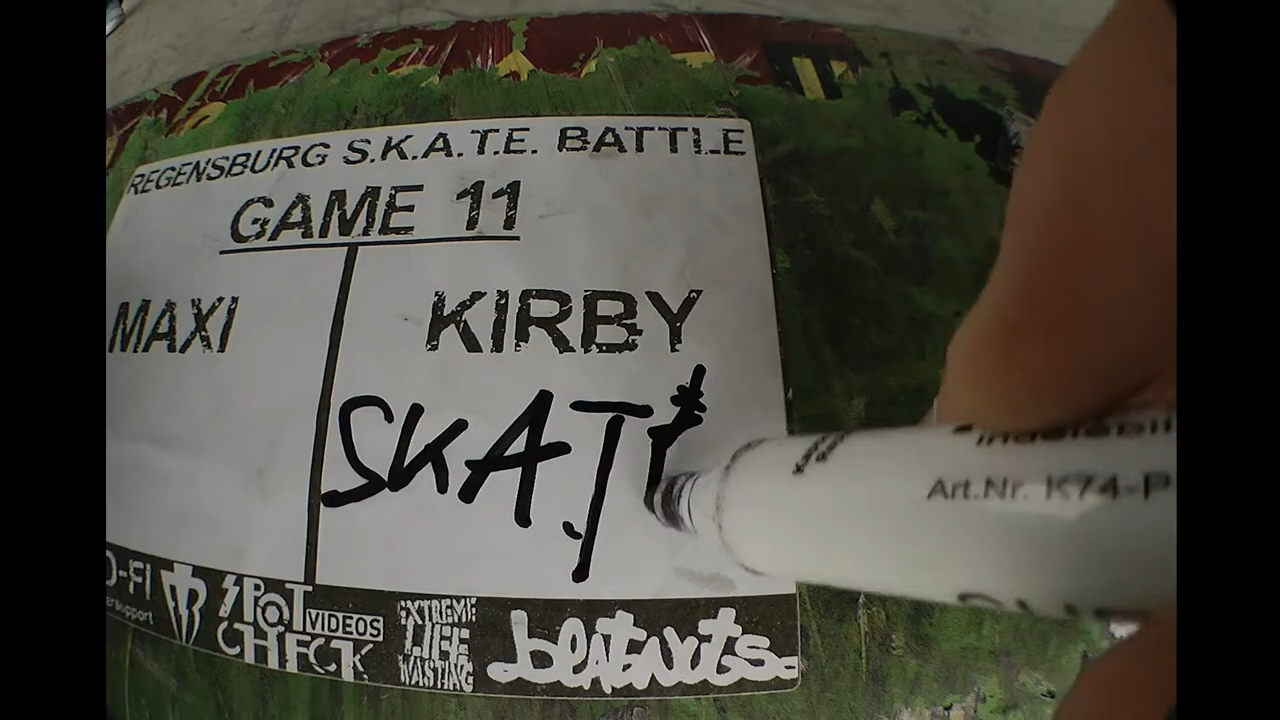 REGENSBURG S.K.A.T.E. BATTLE
GAME 11
MAXI
KIRBY
SKAT
SPOT
CHECK
VIDEOS
EXTREME
LIFE
WASTING
beatnuts
Art.Nr. K74-P